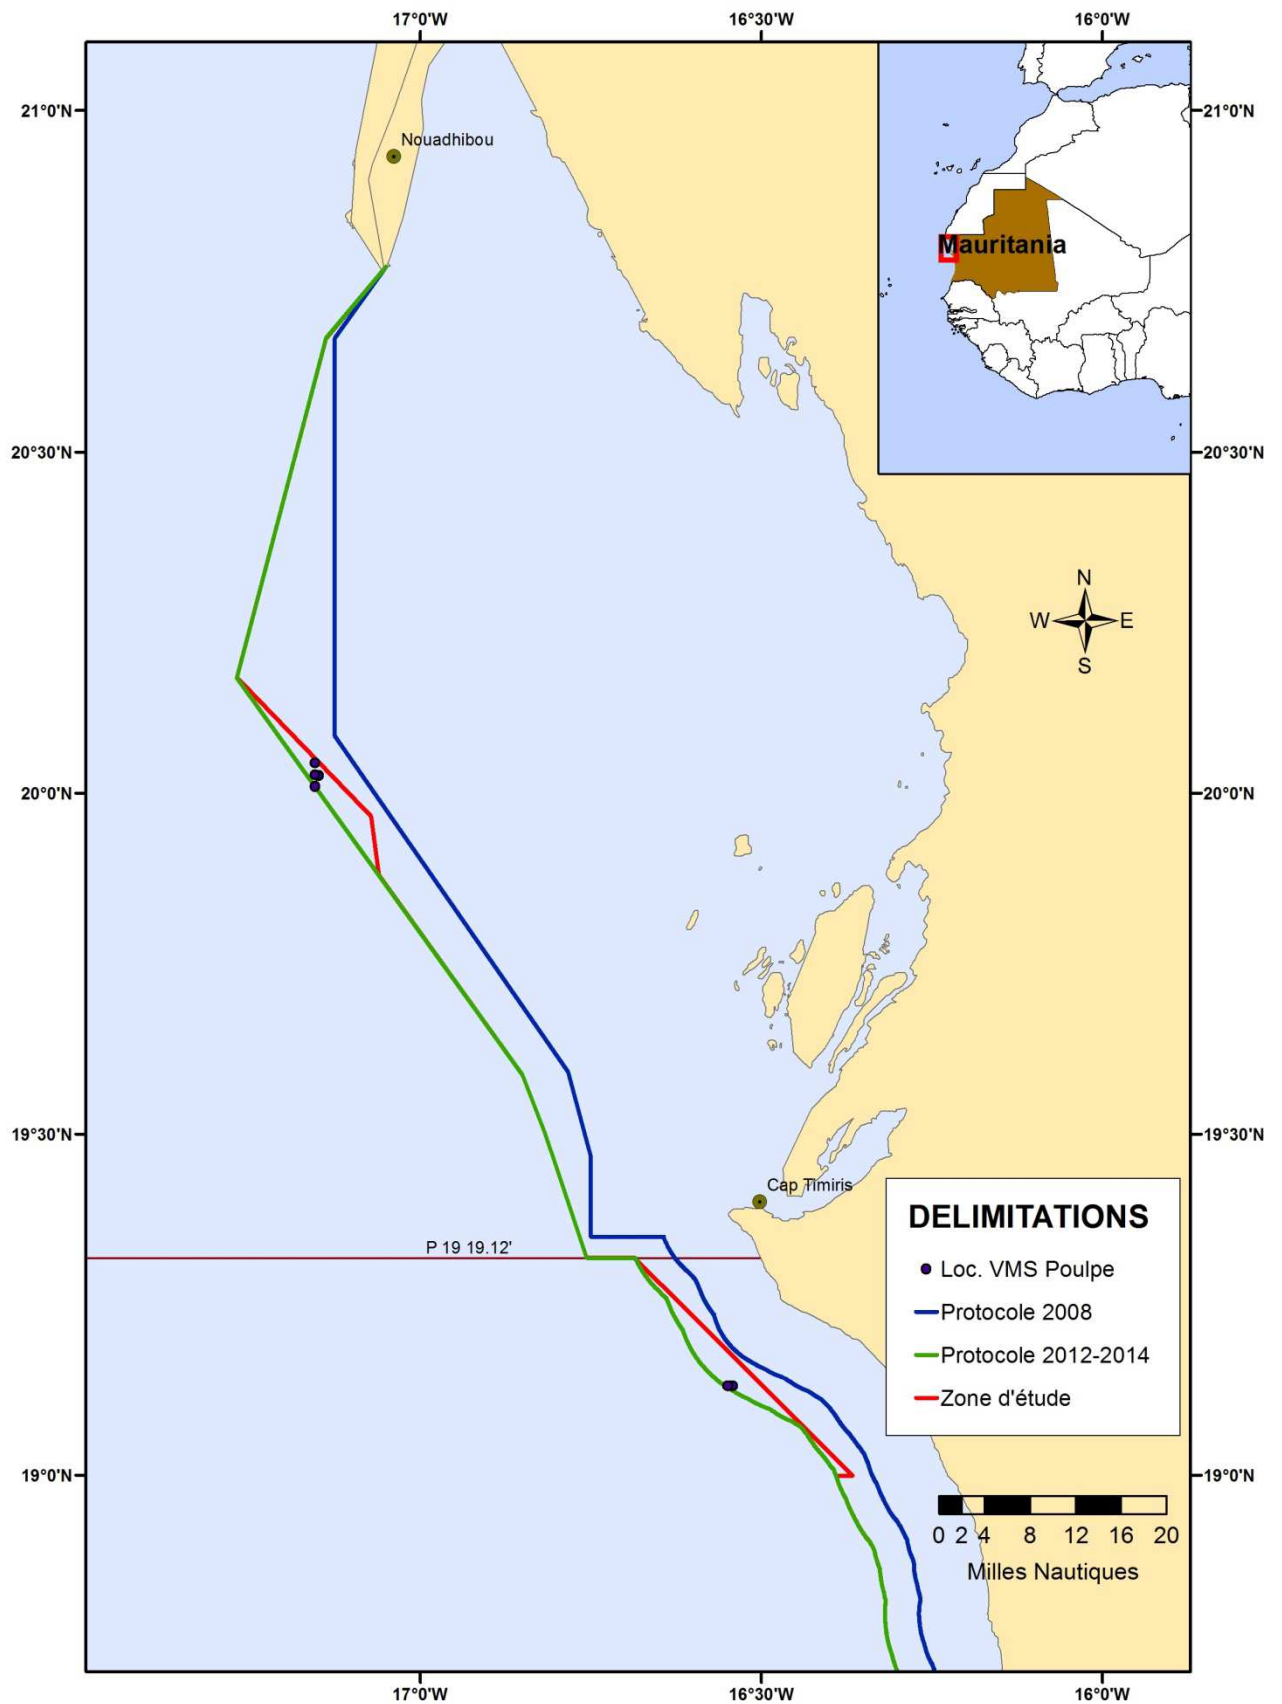 17°0'W
16°30'W
16°0'W
21°0'N
21°0'N
Nouadhibou
Mauritania
20°30'N
20°30'N
N
W
E
S
20°0'N
20°0'N
19°30'N
19°30'N
Cap Timiris
P 19 19.12'
DELIMITATIONS
Loc. VMS Poulpe
Protocole 2008
Protocole 2012-2014
Zone d'étude
19°0'N
19°0'N
0 2 4 8 12 16 20
Milles Nautiques
17°0'W
16°30'W
16°0'W